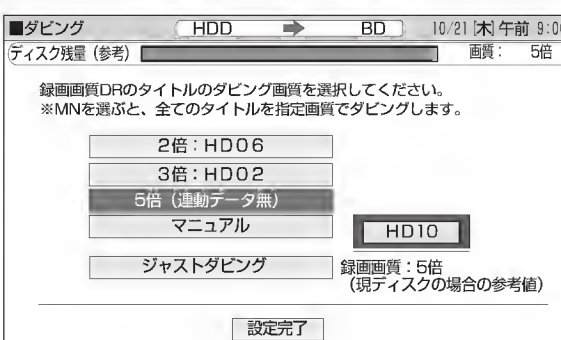 ■ダビング HDD ➡ BD 10/21[木]午前 9:00
ディスク残量(参考) 画質: 5倍
録画画質DRのタイトルのダビング画質を選択してください。
※MNを選ぶと、全てのタイトルを指定画質でダビングします。
2倍:HD06
3倍:HD02
5倍(連動データ無)
マニュアル
HD10
ジャストダビング
録画画質:5倍
(現ディスクの場合の参考値)
設定完了